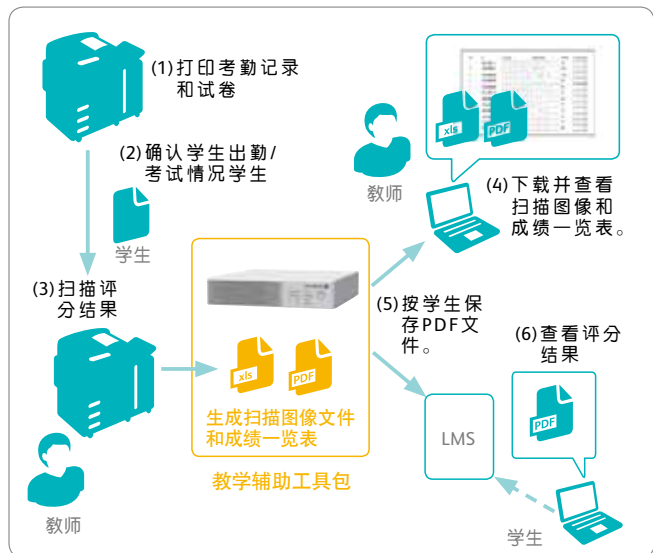 (1)打印考勤记录
和试卷
(2)确认学生出勤/
考试情况学生
学生
(3)扫描评
分结果
教师
xls
PDF
生成扫描图像文件
和成绩一览表
教学辅助工具包
教师
xls
PDF
(4)下载并查看
扫描图像和
成绩一览表。
(5)按学生保
存PDF文
件。
(6)查看评分
结果
PDF
LMS
学生